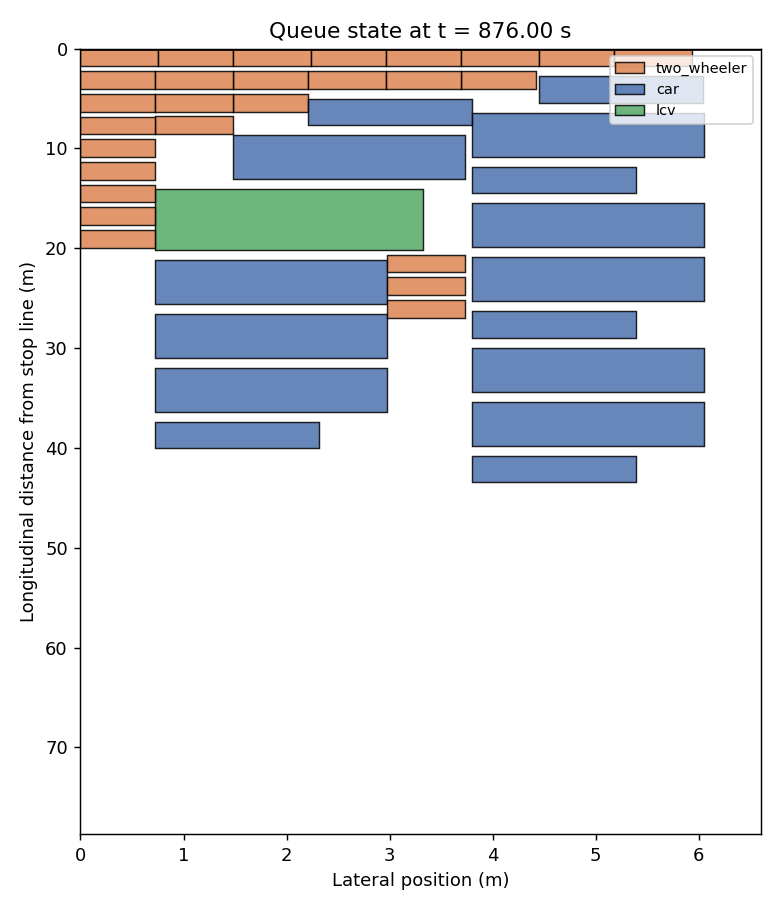 Queue state at t = 876.00 s
two_wheeler
car
lcv
0
10
20
30
40
50
60
70
Longitudinal distance from stop line (m)
0 1 2 3 4 5 6
Lateral position (m)